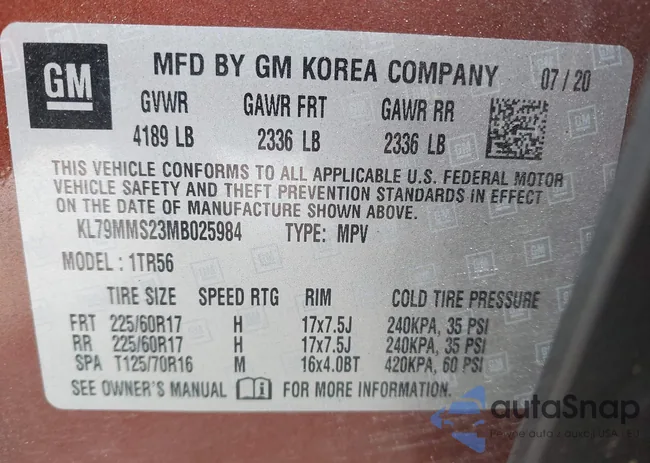 GM
MFD BY GM KOREA COMPANY 07/20
GVWR GAWR FRT GAWR RR
4189 LB 2336 LB 2336 LB
THIS VEHICLE CONFORMS TO ALL APPLICABLE U.S. FEDERAL MOTOR
VEHICLE SAFETY AND THEFT PREVENTION STANDARDS IN EFFECT
ON THE DATE OF MANUFACTURE SHOWN ABOVE.
KL79MMS23MB025984 TYPE: MPV
MODEL : 1TR56
TIRE SIZE SPEED RTG RIM COLD TIRE PRESSURE
FRT 225/60R17 H 17x7.5J 240KPA, 35 PSI
RR 225/60R17 H 17x7.5J 240KPA, 35 PSI
SPA T125/70R16 M 16x4.0BT 420KPA, 60 PSI
SEE OWNER'S MANUAL FOR MORE INFORMATION.
autoSnap